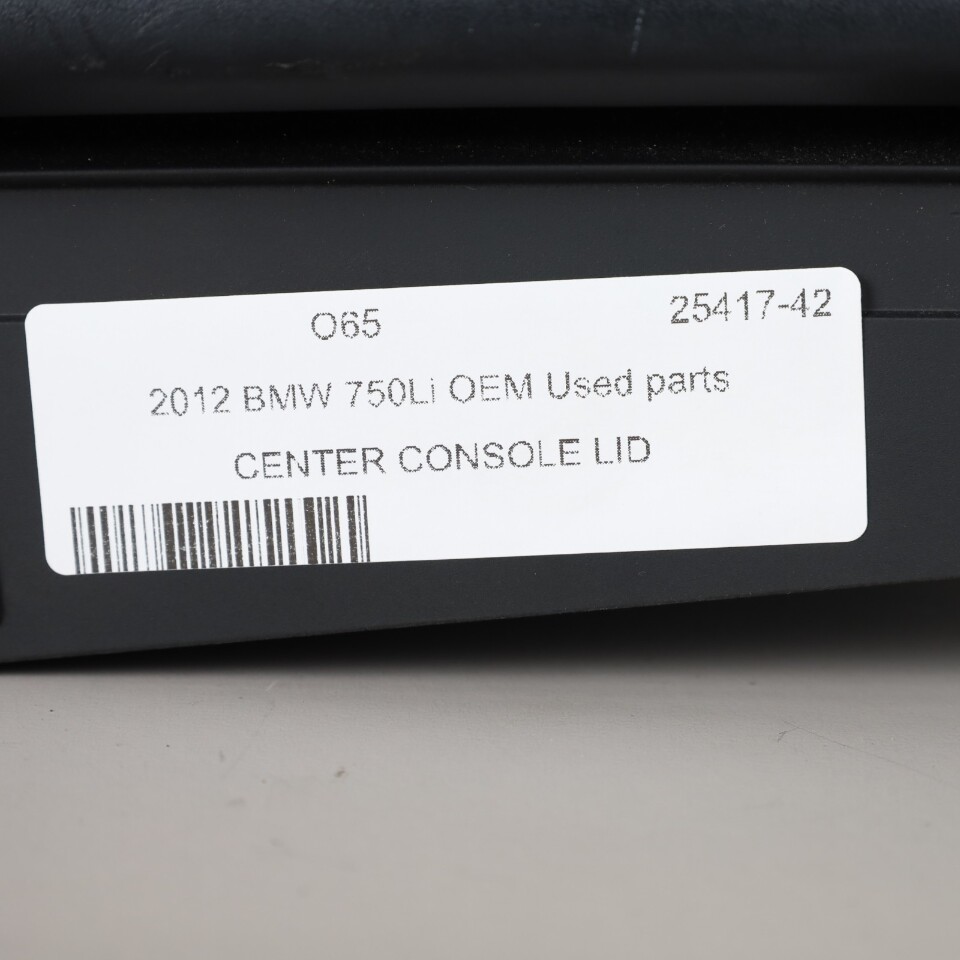 O65 25417-42
2012 BMW 750Li OEM Used parts
CENTER CONSOLE LID